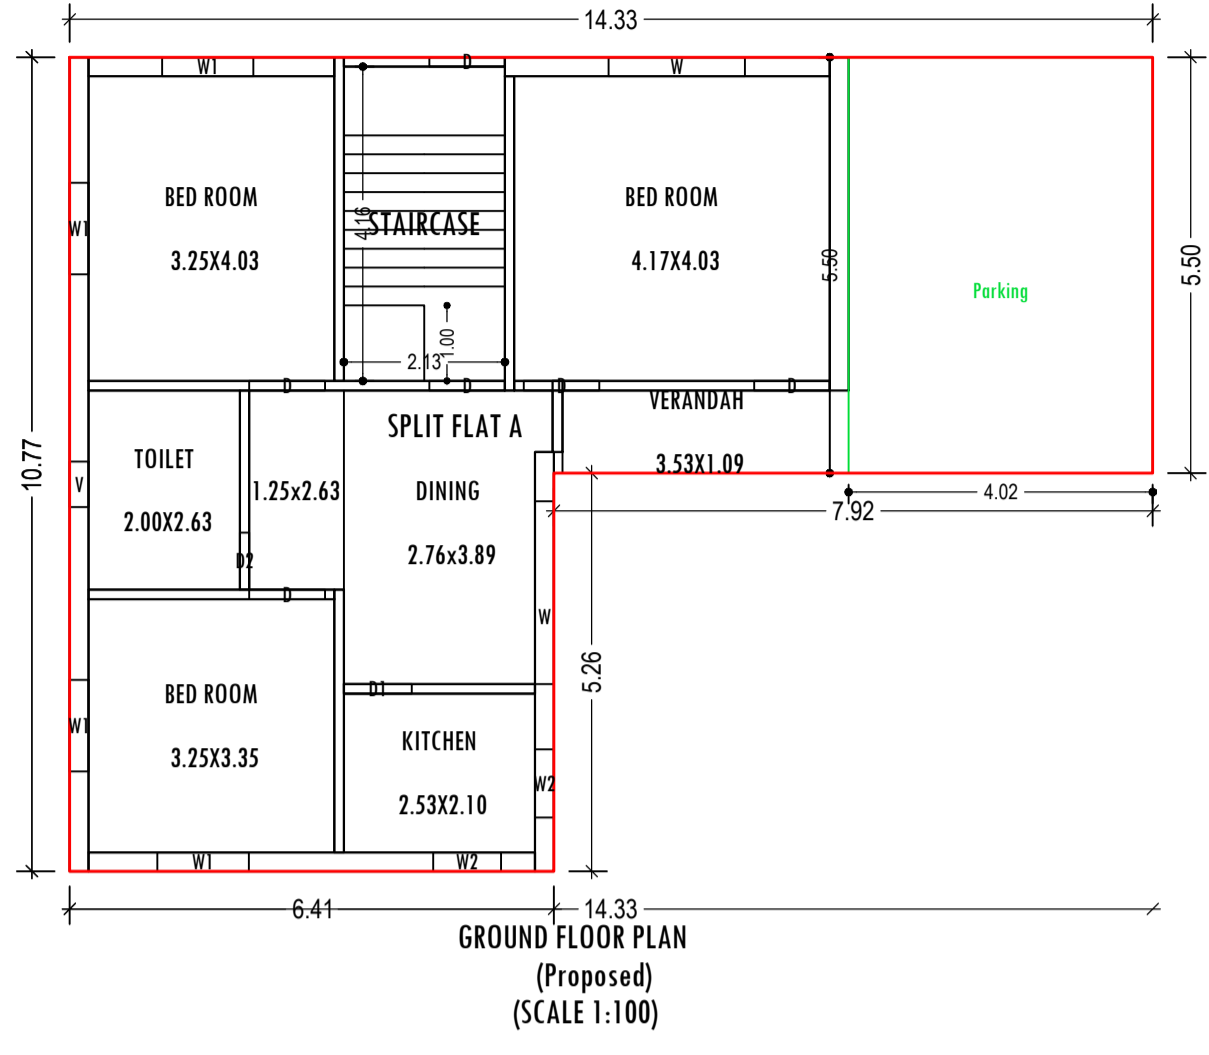 14.33
W1
D
W
BED ROOM
3.25X4.03
W1
4.16
STAIRCASE
BED ROOM
4.17X4.03
5.50
5.50
Parking
1.00
2.13
D
D
D
D
VERANDAH
3.53X1.09
SPLIT FLAT A
10.77
TOILET
2.00X2.63
V
1.25x2.63
DINING
2.76x3.89
4.02
7.92
D2
D
W
5.26
BED ROOM
3.25X3.35
W1
D1
KITCHEN
2.53X2.10
W2
W1
W2
6.41
14.33
GROUND FLOOR PLAN
(Proposed)
(SCALE 1:100)